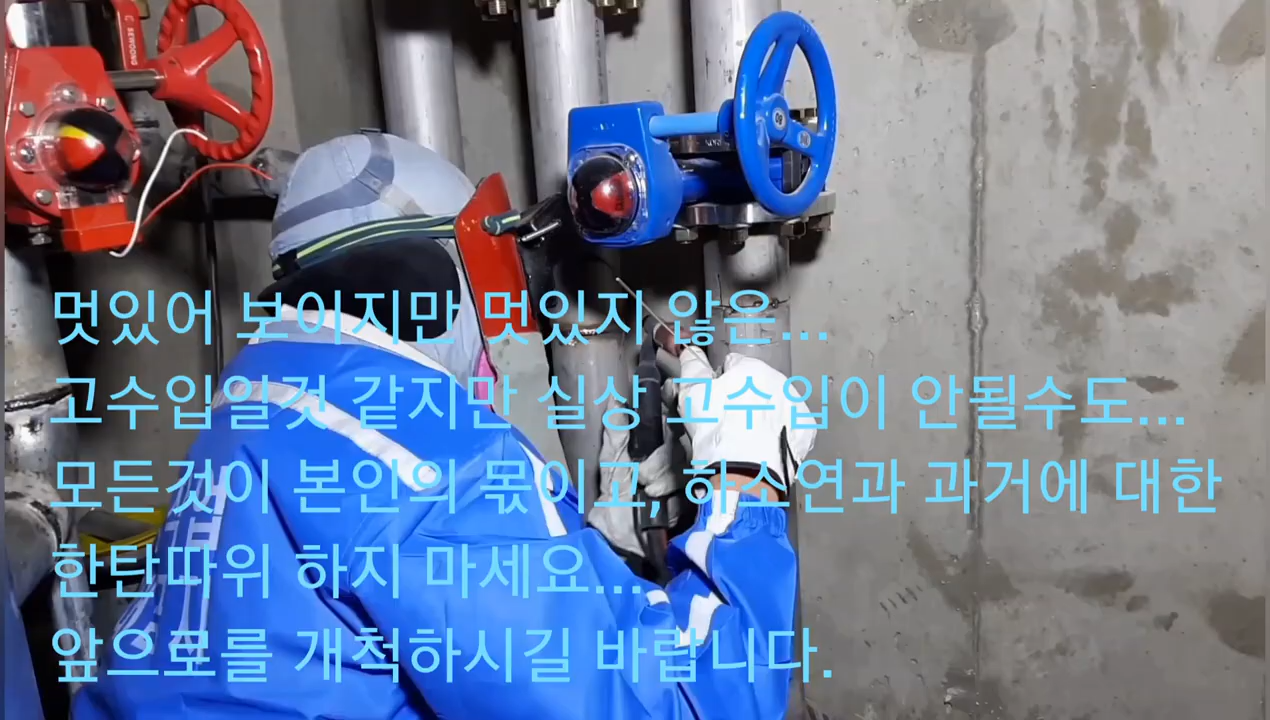 SEWOONG
멋있어 보이지만 멋있지 않은...
고수입일것 같지만 실상 고수입이 안될수도...
모든것이 본인의 몫이고, 하소연과 과거에 대한
한탄따위 하지 마세요...
앞으로를 개척하시길 바랍니다.